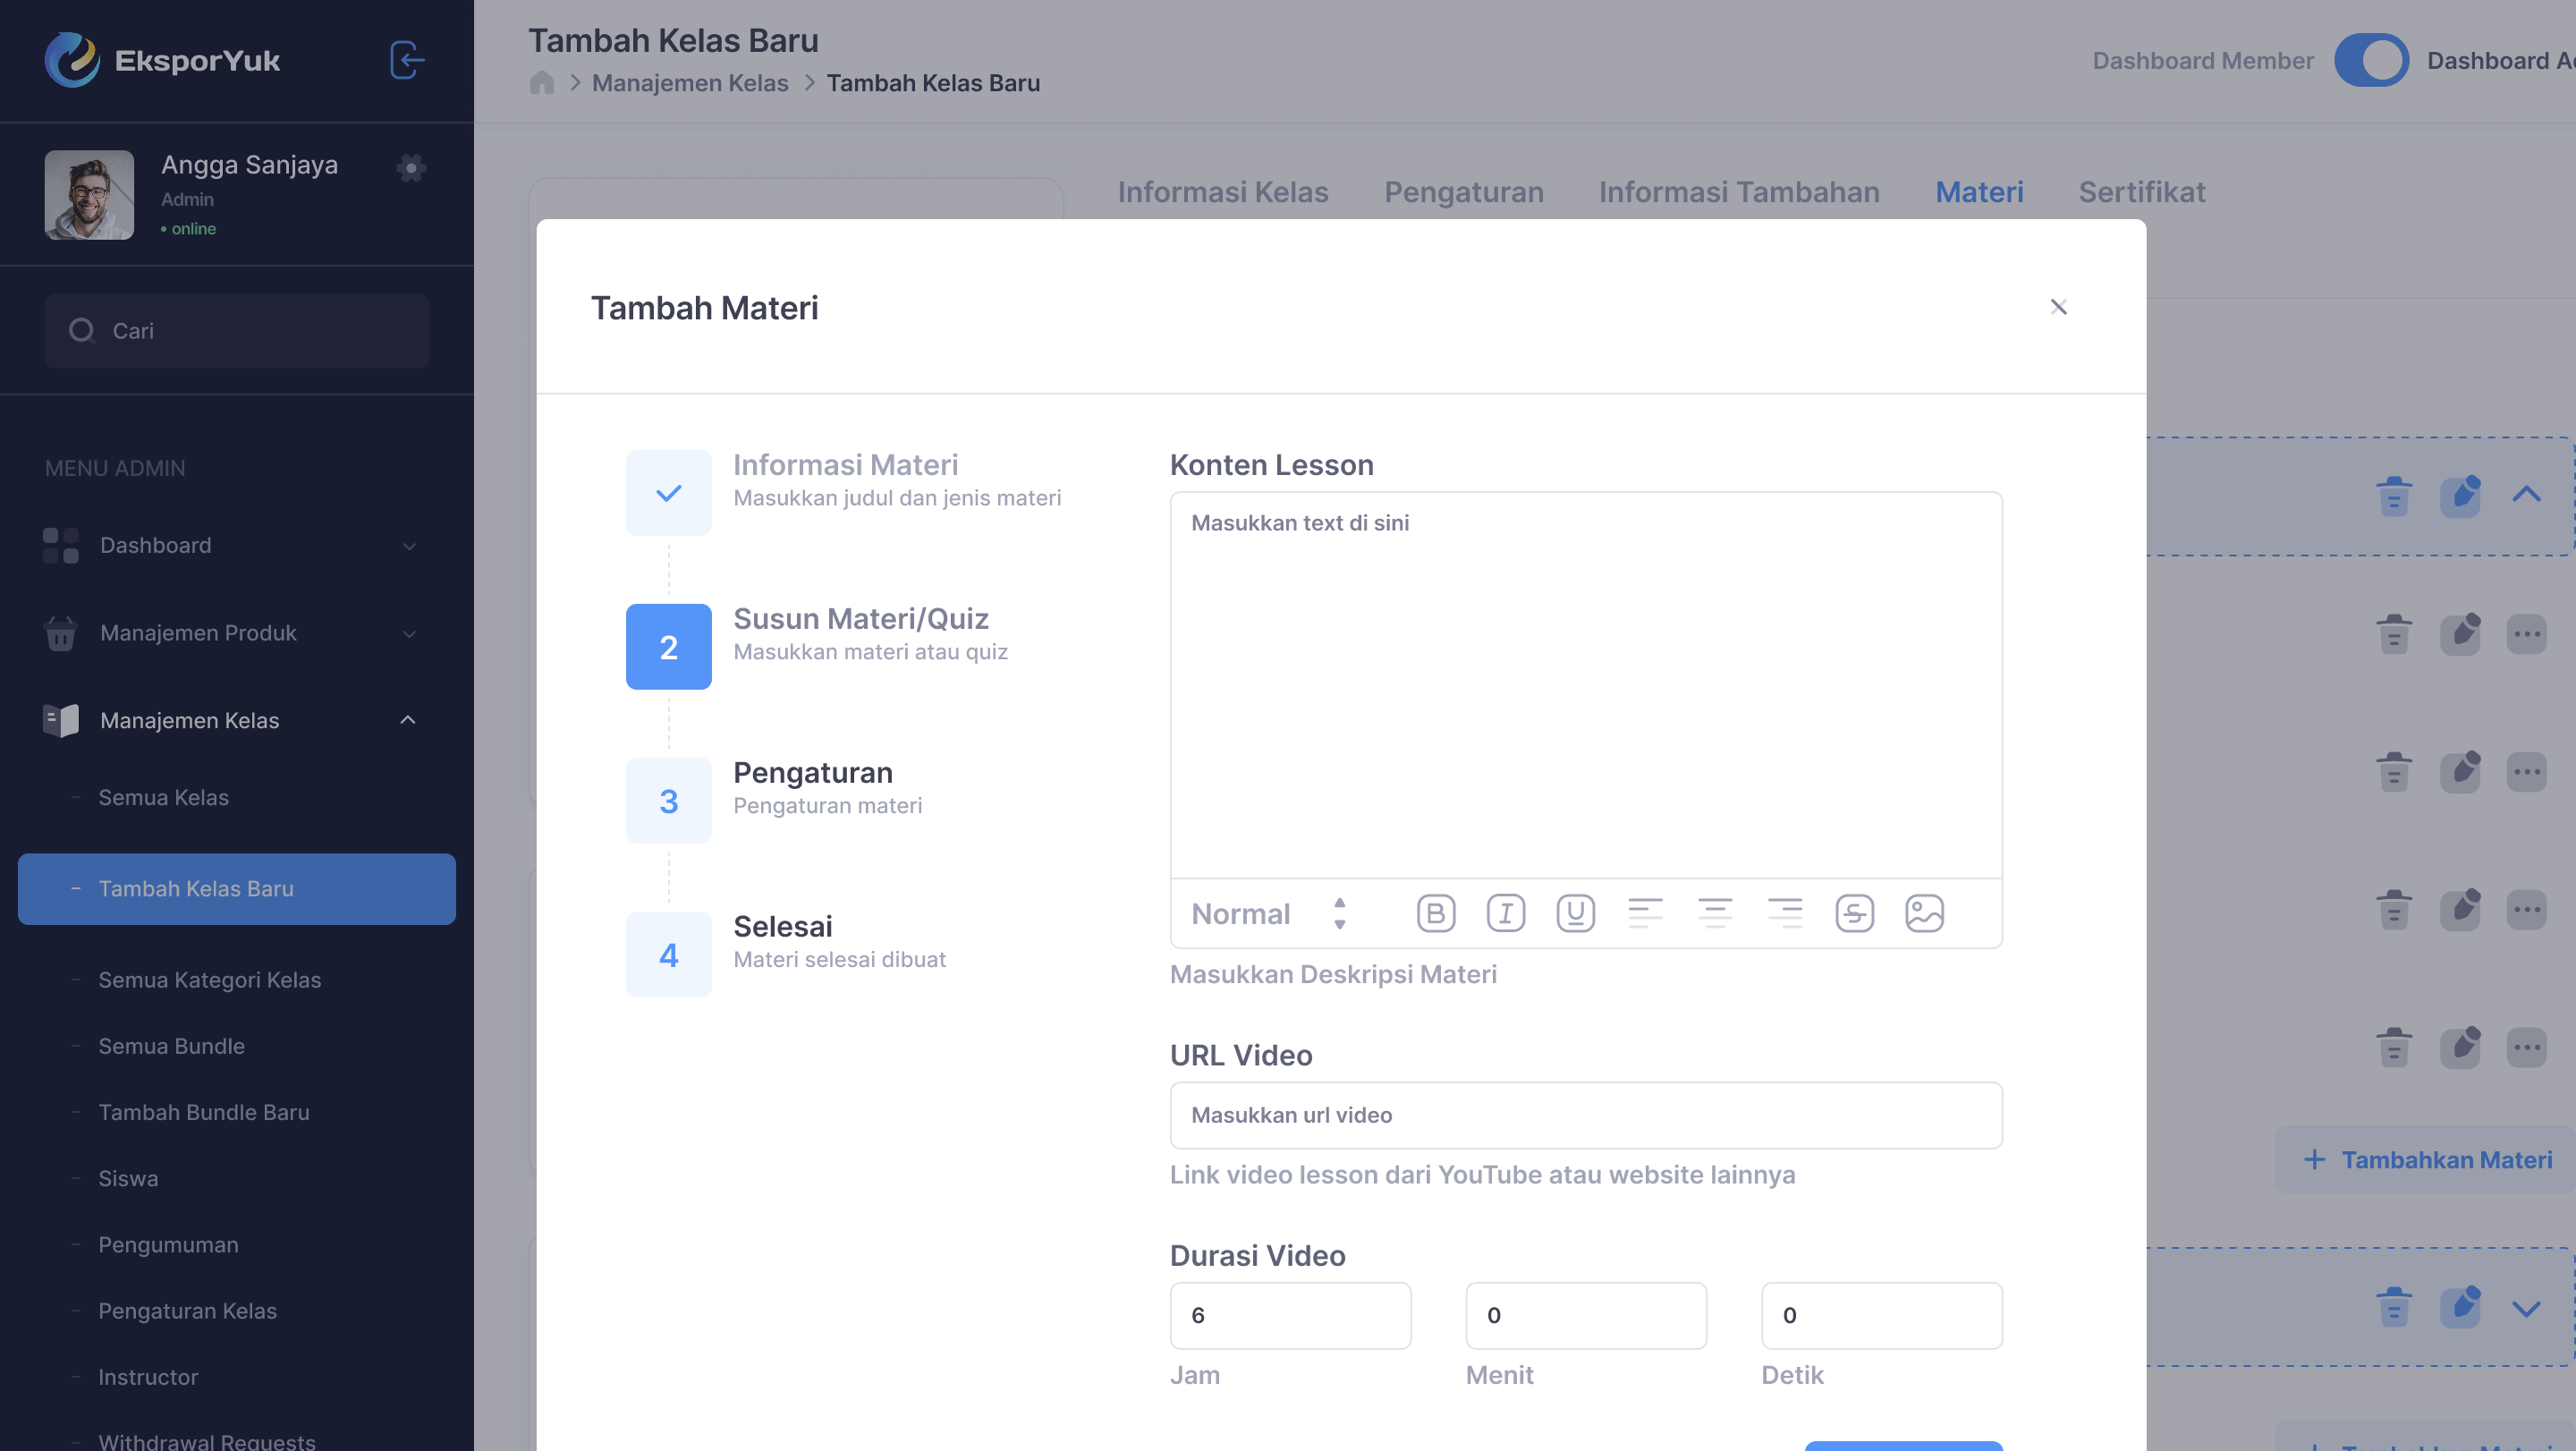 EksporYuk
Angga Sanjaya
Admin
• online
Cari
MENU ADMIN
Dashboard
Manajemen Produk
Manajemen Kelas
Semua Kelas
Tambah Kelas Baru
Semua Kategori Kelas
Semua Bundle
Tambah Bundle Baru
Siswa
Pengumuman
Pengaturan Kelas
Instructor
Withdrawal Requests
Tambah Kelas Baru
Manajemen Kelas > Tambah Kelas Baru
Dashboard Member
Dashboard A
Informasi Kelas Pengaturan Informasi Tambahan Materi Sertifikat
Tambah Materi
Informasi Materi
Masukkan judul dan jenis materi
2
Susun Materi/Quiz
Masukkan materi atau quiz
3
Pengaturan
Pengaturan materi
4
Selesai
Materi selesai dibuat
Konten Lesson
Masukkan text di sini
Normal B I U S
Masukkan Deskripsi Materi
URL Video
Masukkan url video
Link video lesson dari YouTube atau website lainnya
Durasi Video
6 0 0
Jam Menit Detik
+ Tambahkan Materi